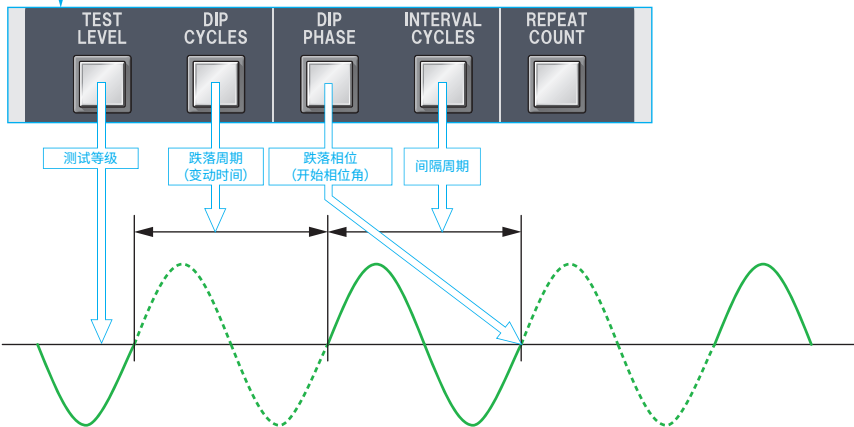 TEST
LEVEL
DIP
CYCLES
DIP
PHASE
INTERVAL
CYCLES
REPEAT
COUNT
测试等级
跌落周期
（变动时间）
跌落相位
（开始相位角）
间隔周期